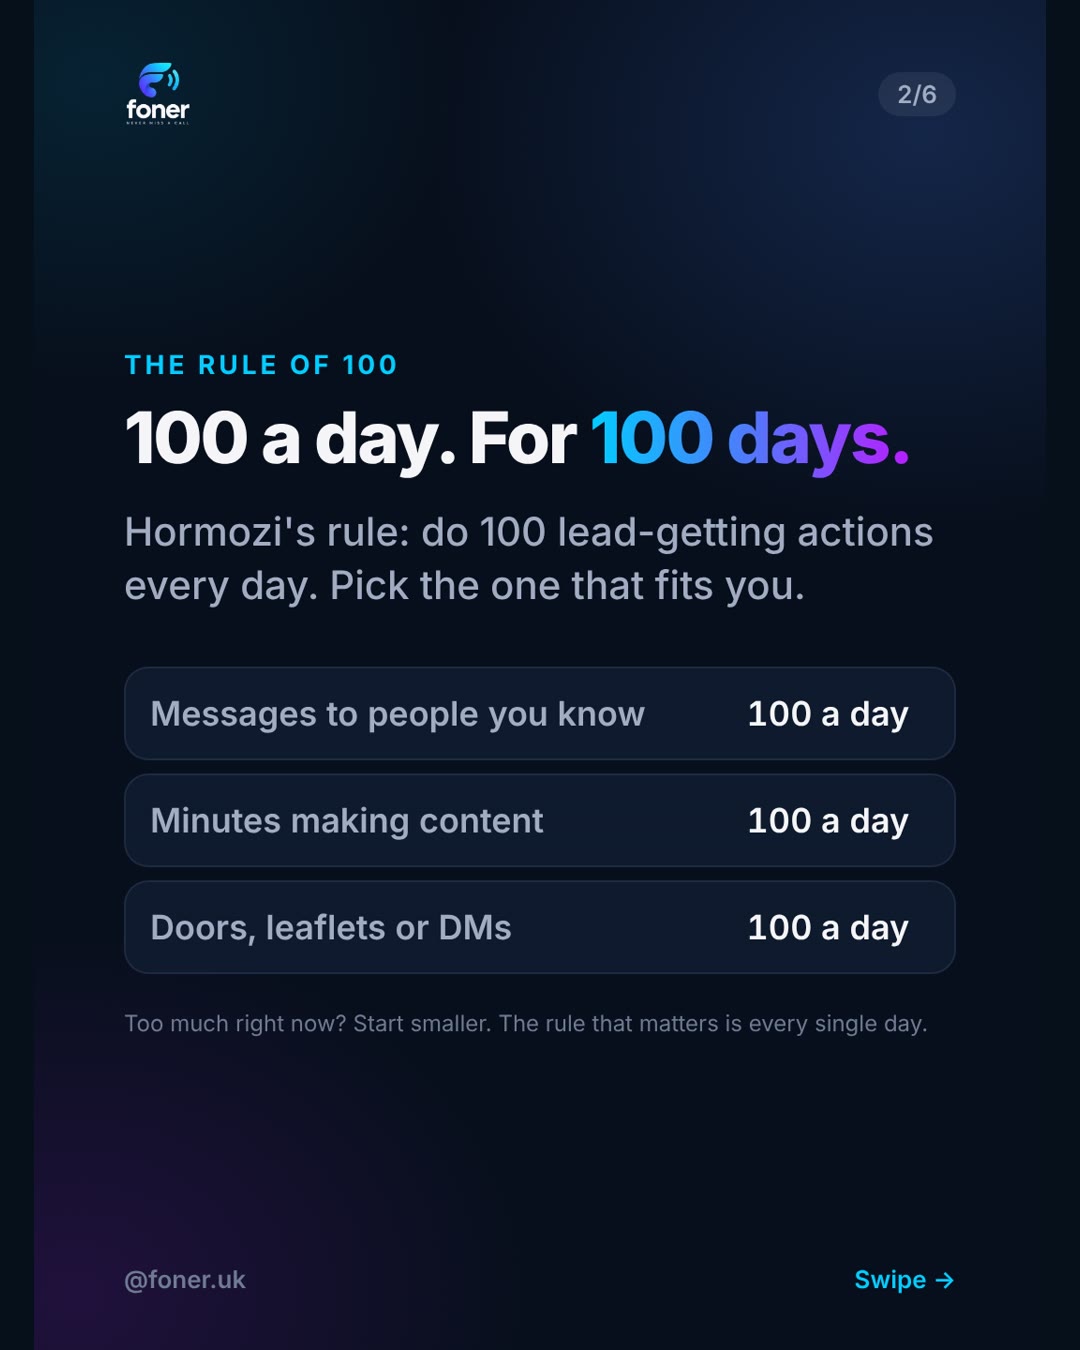 foner
NEVER MISS A CALL
2/6
THE RULE OF 100
100 a day. For 100 days.
Hormozi's rule: do 100 lead-getting actions
every day. Pick the one that fits you.
Messages to people you know 100 a day
Minutes making content 100 a day
Doors, leaflets or DMs 100 a day
Too much right now? Start smaller. The rule that matters is every single day.
@foner.uk
Swipe →